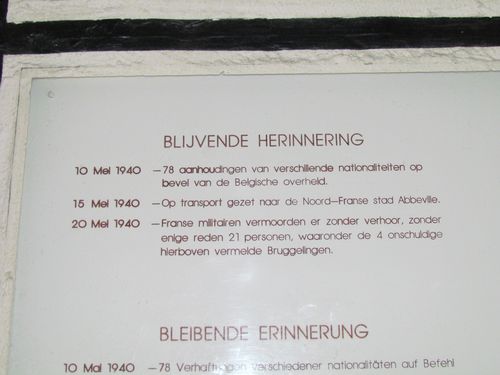 BLIJVENDE HERINNERING
10 Mei 1940 – 78 aanhoudingen van verschillende nationaliteiten op
bevel van de Belgische overheid.
15 Mei 1940 – Op transport gezet naar de Noord–Franse stad Abbeville.
20 Mei 1940 – Franse militairen vermoorden er zonder verhoor, zonder
enige reden 21 personen, waaronder de 4 onschuldige
hierboven vermelde Bruggelingen.
BLEIBENDE ERINNERUNG
10 Mai 1940 – 78 Verhaftungen verschiedener nationalitäten auf Befehl